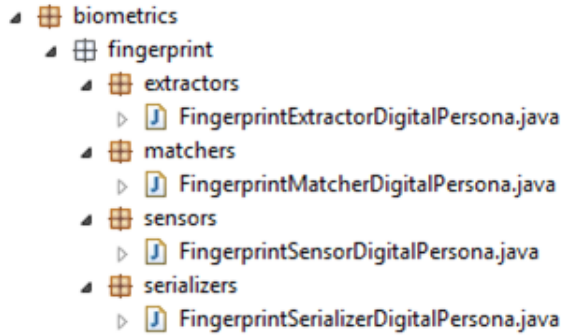 biometrics
fingerprint
extractors
FingerprintExtractorDigitalPersona.java
matchers
FingerprintMatcherDigitalPersona.java
sensors
FingerprintSensorDigitalPersona.java
serializers
FingerprintSerializerDigitalPersona.java